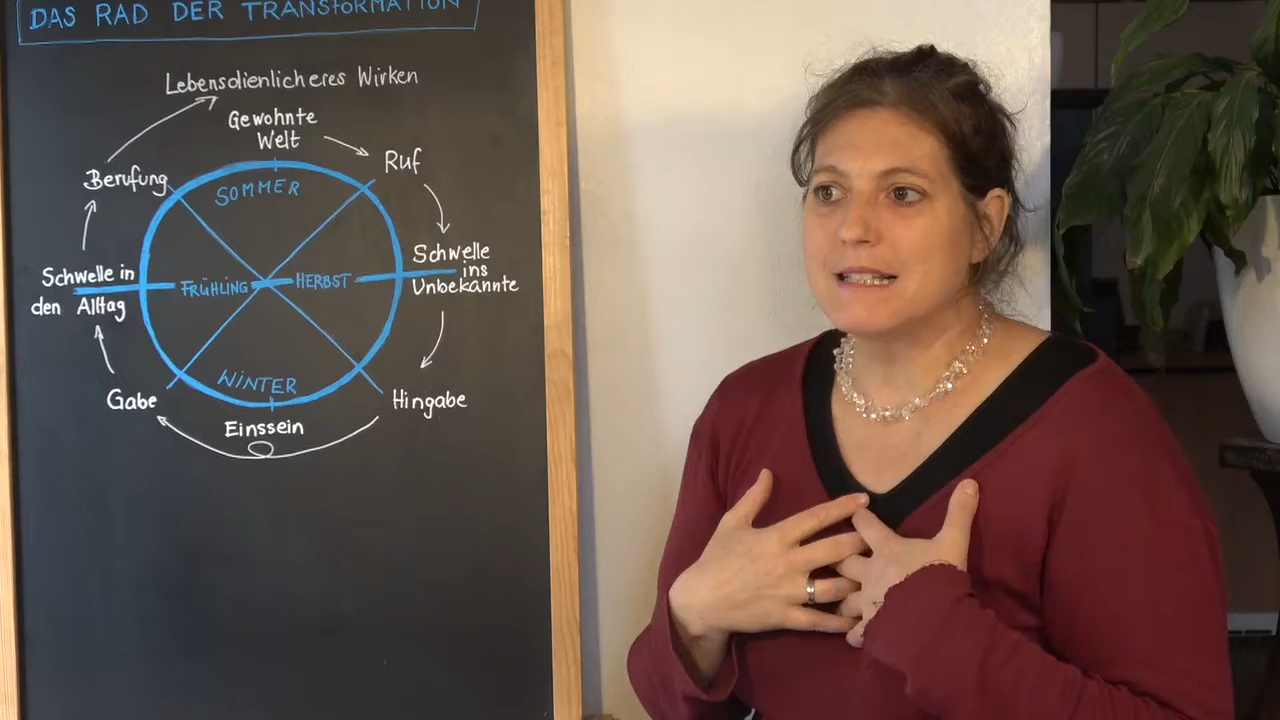 DAS RAD DER TRANSFORMATION
Lebensdienlicheres Wirken
Gewohnte
Welt
Ruf
Berufung
SOMMER
Schwelle
ins
Unbekannte
Schwelle in
den Alltag
FRÜHLING
HERBST
WINTER
Gabe
Hingabe
Einssein